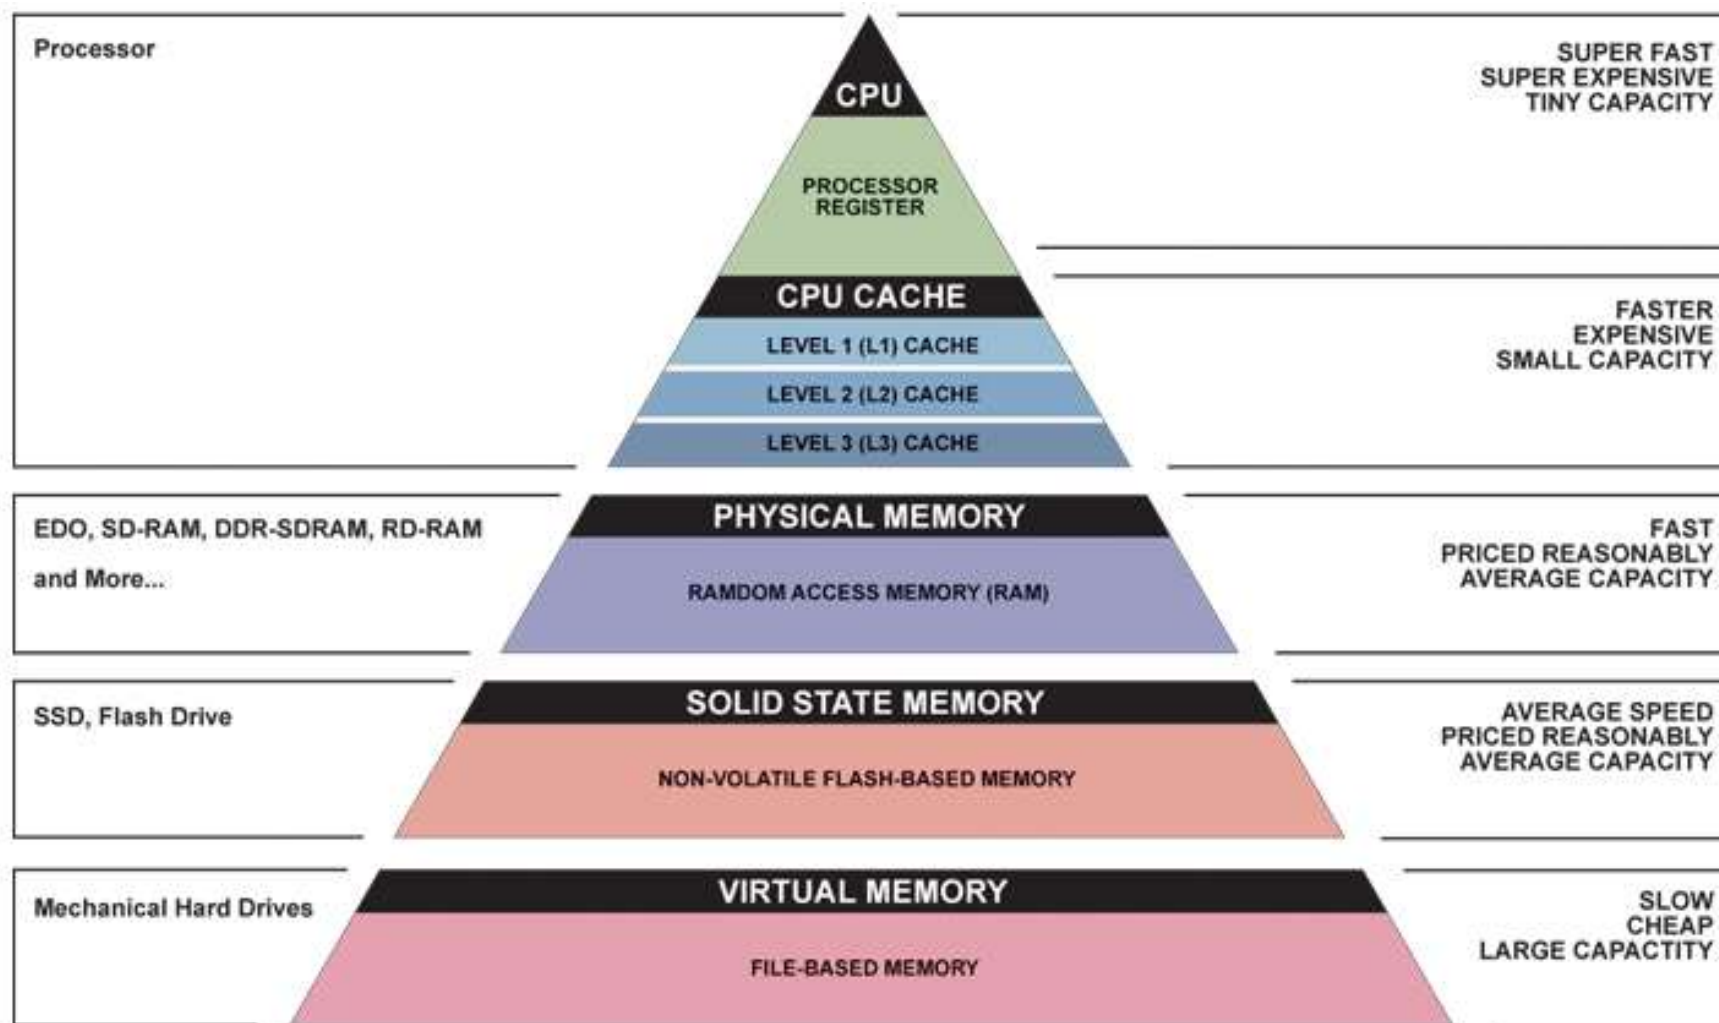 Processor
CPU
SUPER FAST
SUPER EXPENSIVE
TINY CAPACITY
PROCESSOR
REGISTER
CPU CACHE
LEVEL 1 (L1) CACHE
LEVEL 2 (L2) CACHE
LEVEL 3 (L3) CACHE
FASTER
EXPENSIVE
SMALL CAPACITY
EDO, SD-RAM, DDR-SDRAM, RD-RAM
and More...
PHYSICAL MEMORY
RAMDOM ACCESS MEMORY (RAM)
FAST
PRICED REASONABLY
AVERAGE CAPACITY
SSD, Flash Drive
SOLID STATE MEMORY
NON-VOLATILE FLASH-BASED MEMORY
AVERAGE SPEED
PRICED REASONABLY
AVERAGE CAPACITY
Mechanical Hard Drives
VIRTUAL MEMORY
FILE-BASED MEMORY
SLOW
CHEAP
LARGE CAPACTITY